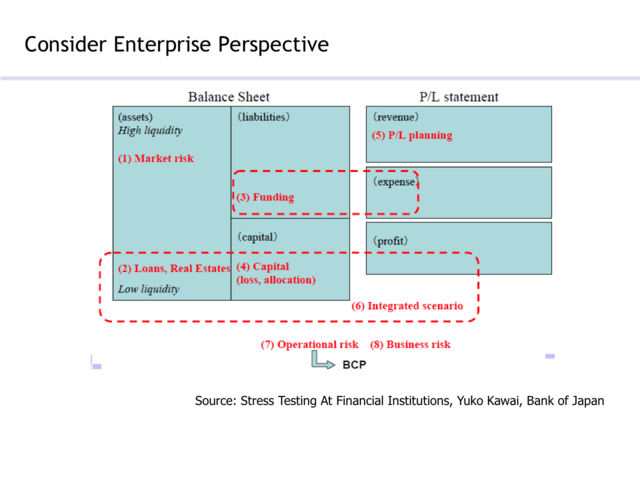 Consider Enterprise Perspective
Balance Sheet
P/L statement
(assets)
High liquidity
(1) Market risk
(2) Loans, Real Estates
Low liquidity
(liabilities)
(3) Funding
(capital)
(4) Capital
(loss, allocation)
(revenue)
(5) P/L planning
(expense)
(profit)
(6) Integrated scenario
(7) Operational risk (8) Business risk
BCP
Source: Stress Testing At Financial Institutions, Yuko Kawai, Bank of Japan